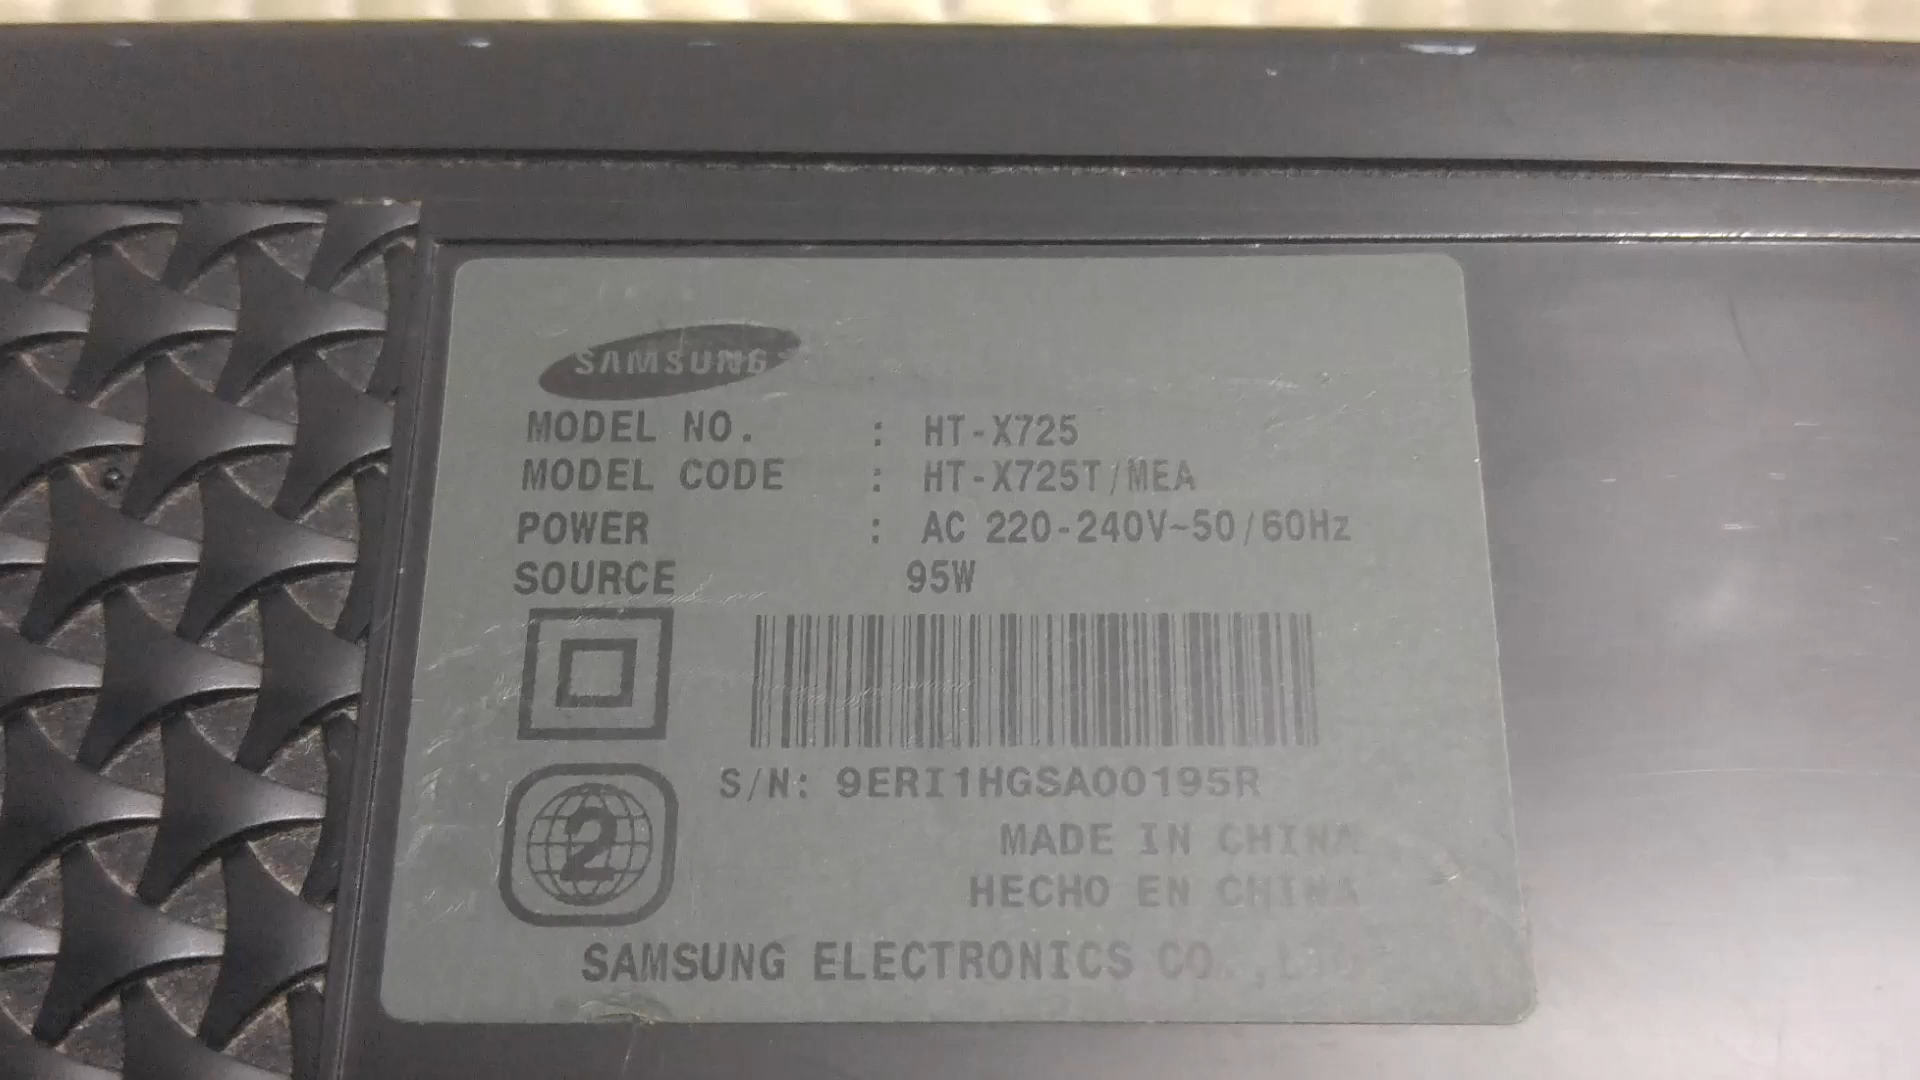 SAMSUNG
MODEL NO. : HT-X725
MODEL CODE : HT-X725T/MEA
POWER : AC 220-240V~50/60Hz
SOURCE 95W
S/N: 9ERI1HGSA00195R
2
MADE IN CHINA
HECHO EN CHINA
SAMSUNG ELECTRONICS CO.,LTD